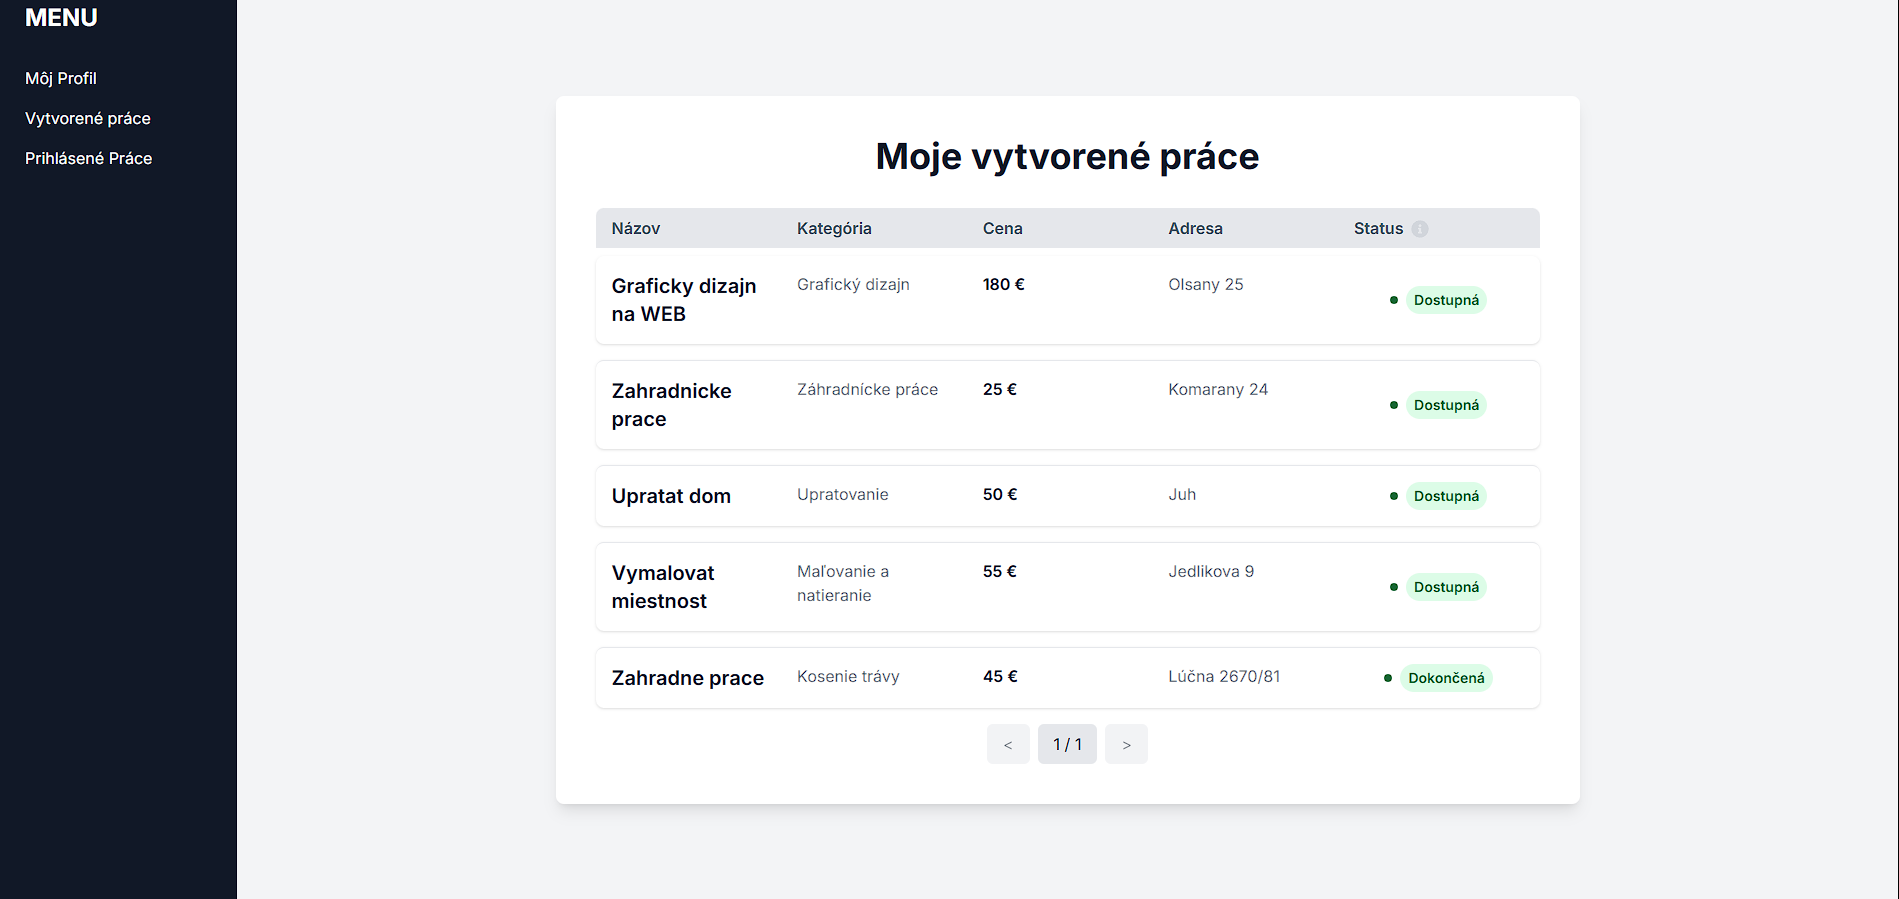 MENU
Môj Profil
Vytvorené práce
Prihlásené Práce
Moje vytvorené práce
Názov Kategória Cena Adresa Status i
Graficky dizajn Grafický dizajn 180 € Olsany 25 Dostupná
na WEB
Zahradnicke Záhradnícke práce 25 € Komarany 24 Dostupná
prace
Upratat dom Upratovanie 50 € Juh Dostupná
Vymalovat Maľovanie a 55 € Jedlikova 9 Dostupná
miestnost natieranie
Zahradne prace Kosenie trávy 45 € Lúčna 2670/81 Dokončená
< 1 / 1 >